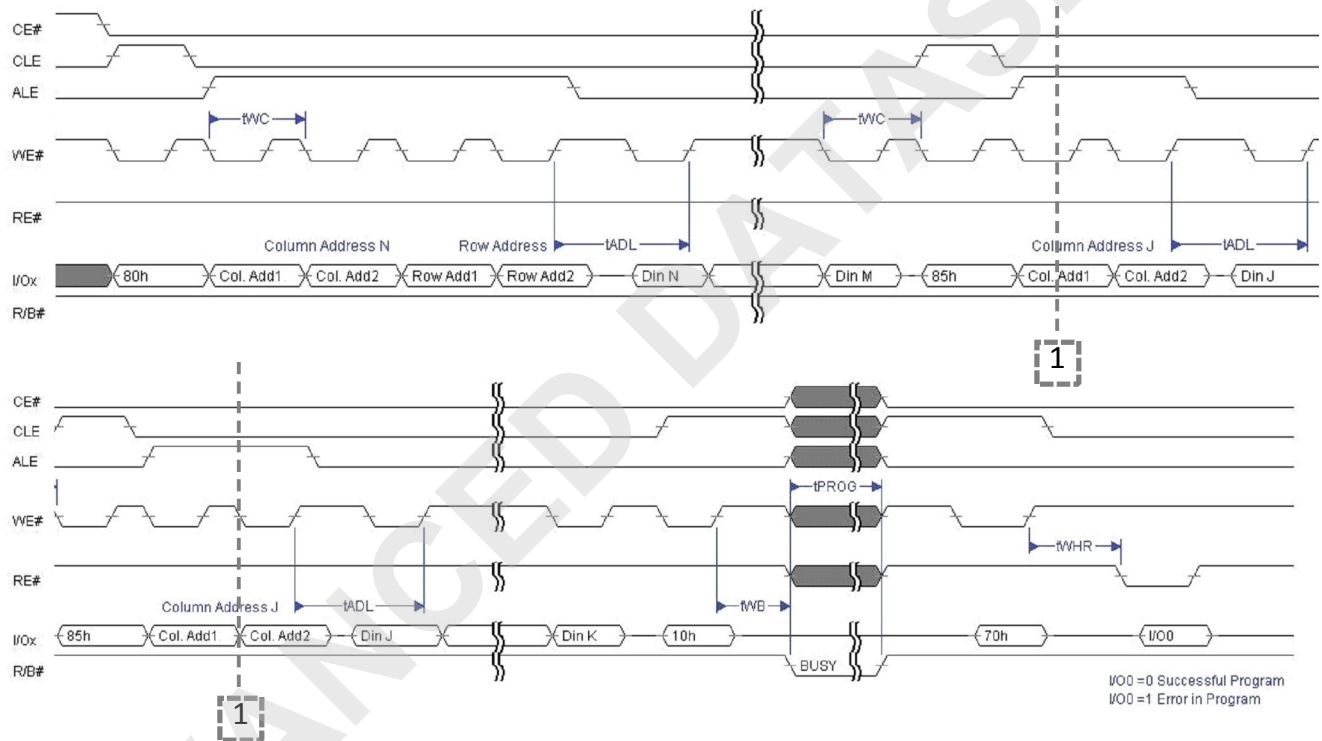 CE#
CLE
ALE
tWC
tWC
WE#
RE#
Column Address N Row Address tADL Column Address J tADL
I/Ox 80h Col. Add1 Col. Add2 Row Add1 Row Add2 Din N Din M 85h Col. Add1 Col. Add2 Din J
R/B#
1
CE#
CLE
ALE
tPROG
WE#
tWHR
RE#
Column Address J tADL tWB
I/Ox 85h Col. Add1 Col. Add2 Din J Din K 10h 70h I/O0
R/B# BUSY
I/O0 =0 Successful Program
I/O0 =1 Error in Program
1
ANCED DATAS